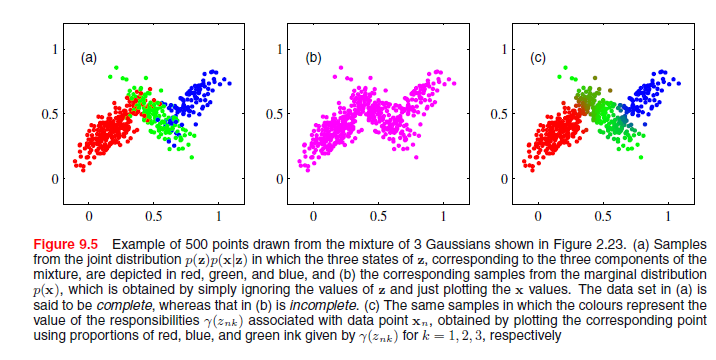 (a)
1
0.5
0
0
0.5
1
(b)
1
0.5
0
0
0.5
1
(c)
1
0.5
0
0
0.5
1
Figure 9.5 Example of 500 points drawn from the mixture of 3 Gaussians shown in Figure 2.23. (a) Samples
from the joint distribution p(z)p(x|z) in which the three states of z, corresponding to the three components of the
mixture, are depicted in red, green, and blue, and (b) the corresponding samples from the marginal distribution
p(x), which is obtained by simply ignoring the values of z and just plotting the x values. The data set in (a) is
said to be complete, whereas that in (b) is incomplete. (c) The same samples in which the colours represent the
value of the responsibilities γ(zₙₖ) associated with data point xₙ, obtained by plotting the corresponding point
using proportions of red, blue, and green ink given by γ(zₙₖ) for k = 1, 2, 3, respectively